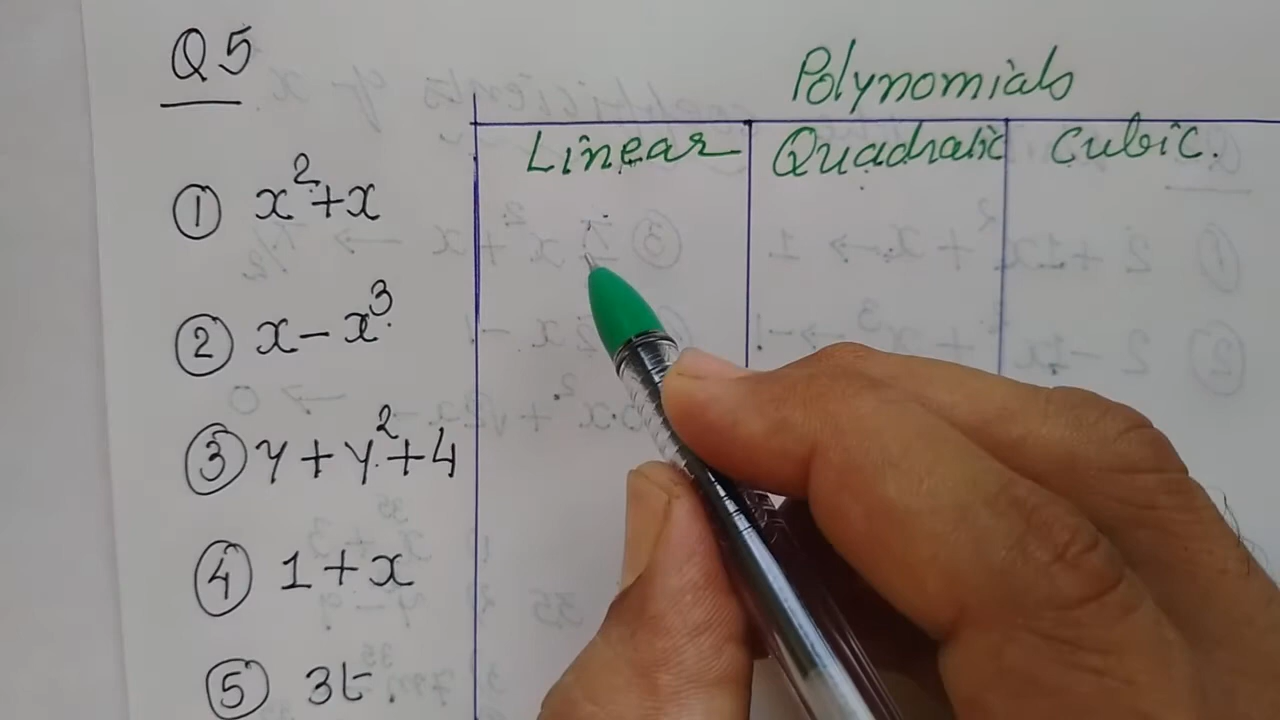 Q5
Polynomials
Linear Quadratic Cubic.
① x²+x
② x-x³
③ y+y²+4
④ 1+x
⑤ 3t.